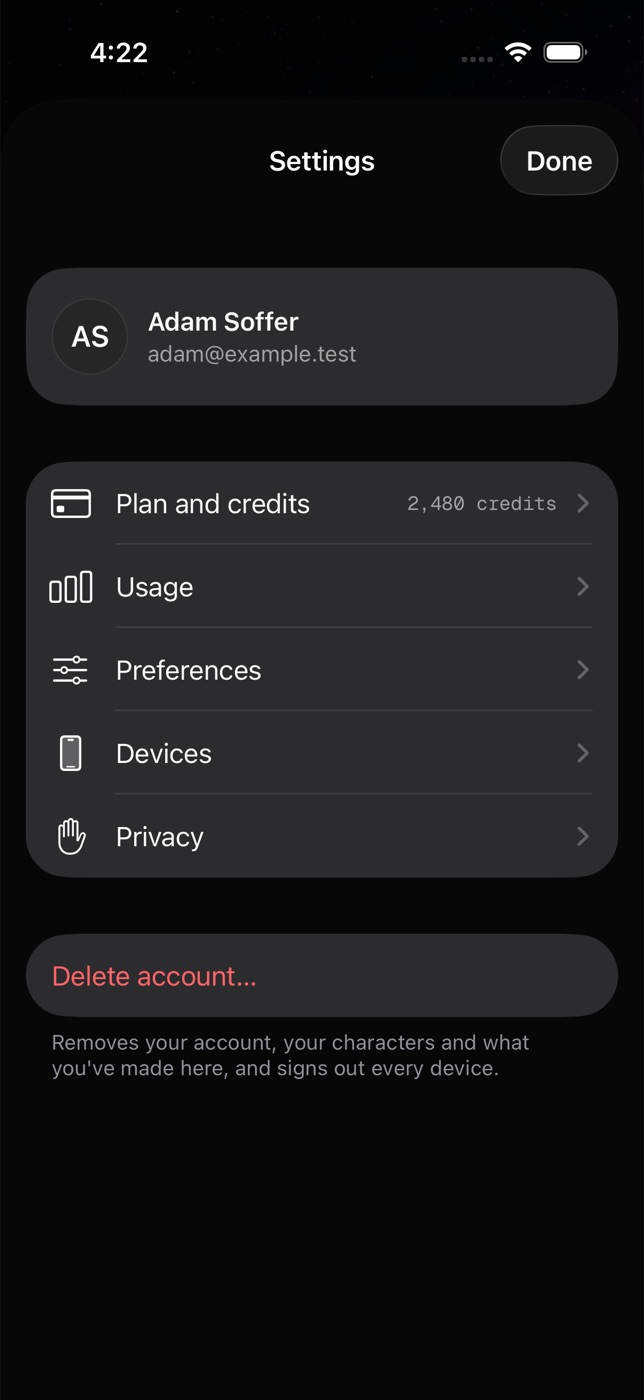 4:22
Settings
Done
AS
Adam Soffer
adam@example.test
Plan and credits
2,480 credits
Usage
Preferences
Devices
Privacy
Delete account...
Removes your account, your characters and what
you've made here, and signs out every device.